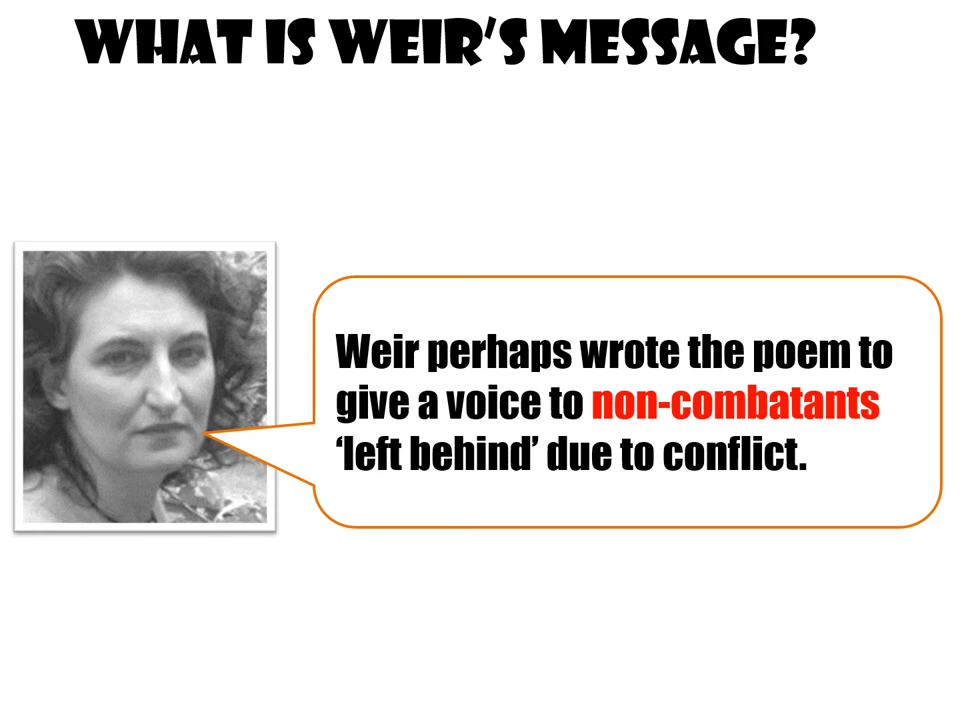 WHAT IS WEIR'S MESSAGE?
Weir perhaps wrote the poem to
give a voice to non-combatants
‘left behind’ due to conflict.